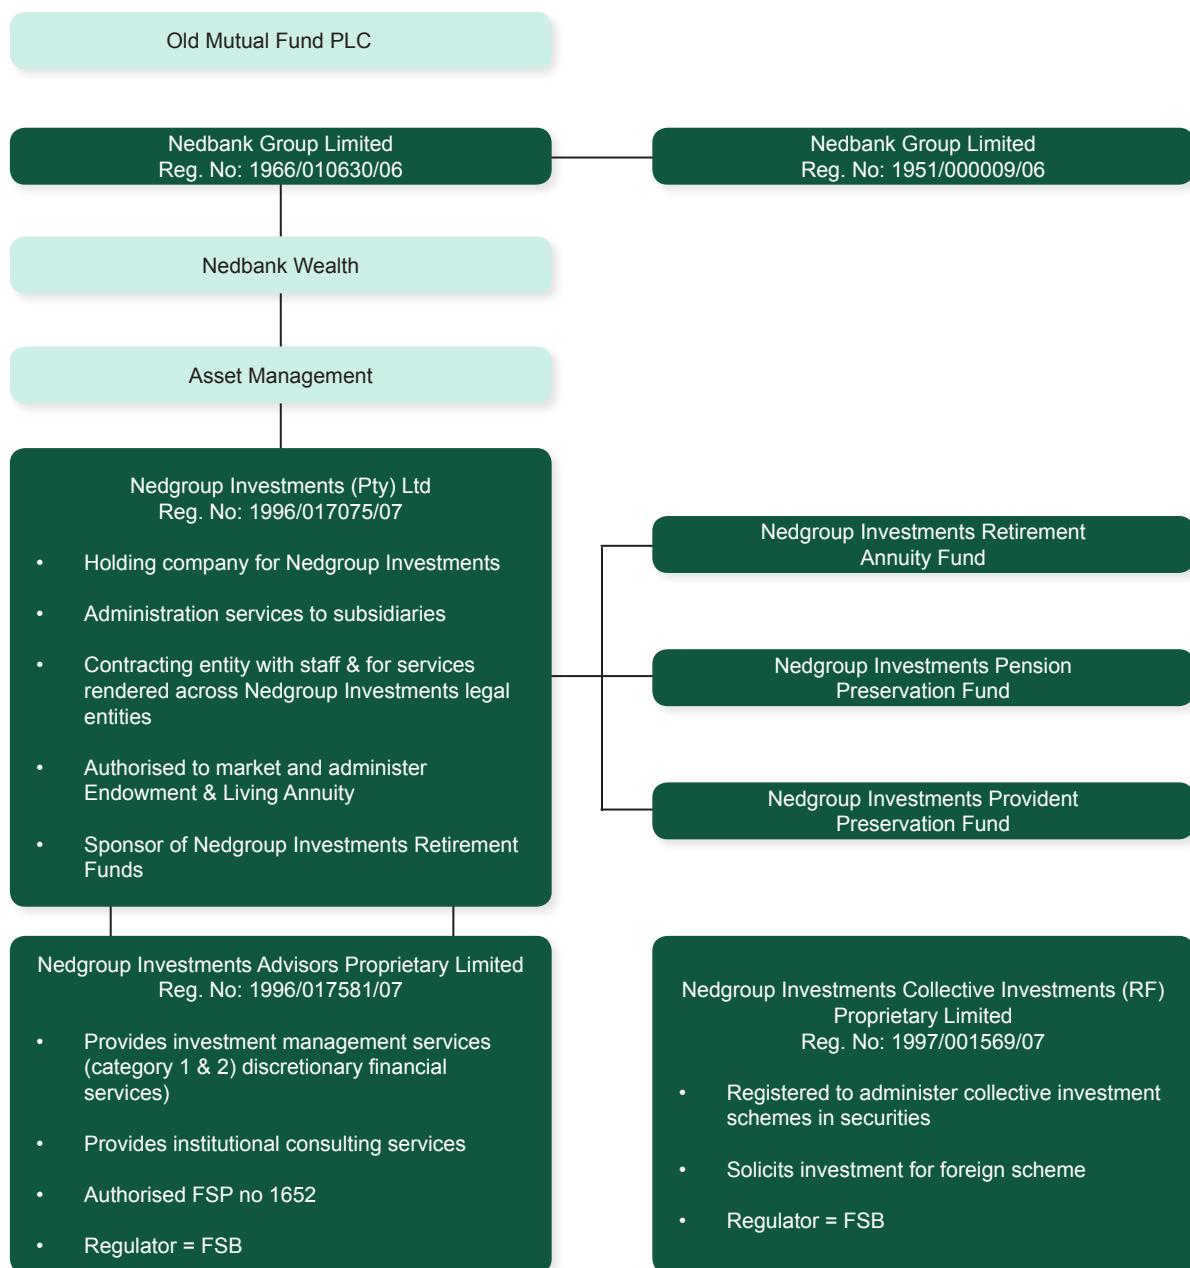 Old Mutual Fund PLC
Nedbank Group Limited
Reg. No: 1966/010630/06
Nedbank Group Limited
Reg. No: 1951/000009/06
Nedbank Wealth
Asset Management
Nedgroup Investments (Pty) Ltd
Reg. No: 1996/017075/07
• Holding company for Nedgroup Investments
• Administration services to subsidiaries
• Contracting entity with staff & for services
rendered across Nedgroup Investments legal
entities
• Authorised to market and administer
Endowment & Living Annuity
• Sponsor of Nedgroup Investments Retirement
Funds
Nedgroup Investments Retirement
Annuity Fund
Nedgroup Investments Pension
Preservation Fund
Nedgroup Investments Provident
Preservation Fund
Nedgroup Investments Advisors Proprietary Limited
Reg. No: 1996/017581/07
• Provides investment management services
(category 1 & 2) discretionary financial
services)
• Provides institutional consulting services
• Authorised FSP no 1652
• Regulator = FSB
Nedgroup Investments Collective Investments (RF)
Proprietary Limited
Reg. No: 1997/001569/07
• Registered to administer collective investment
schemes in securities
• Solicits investment for foreign scheme
• Regulator = FSB